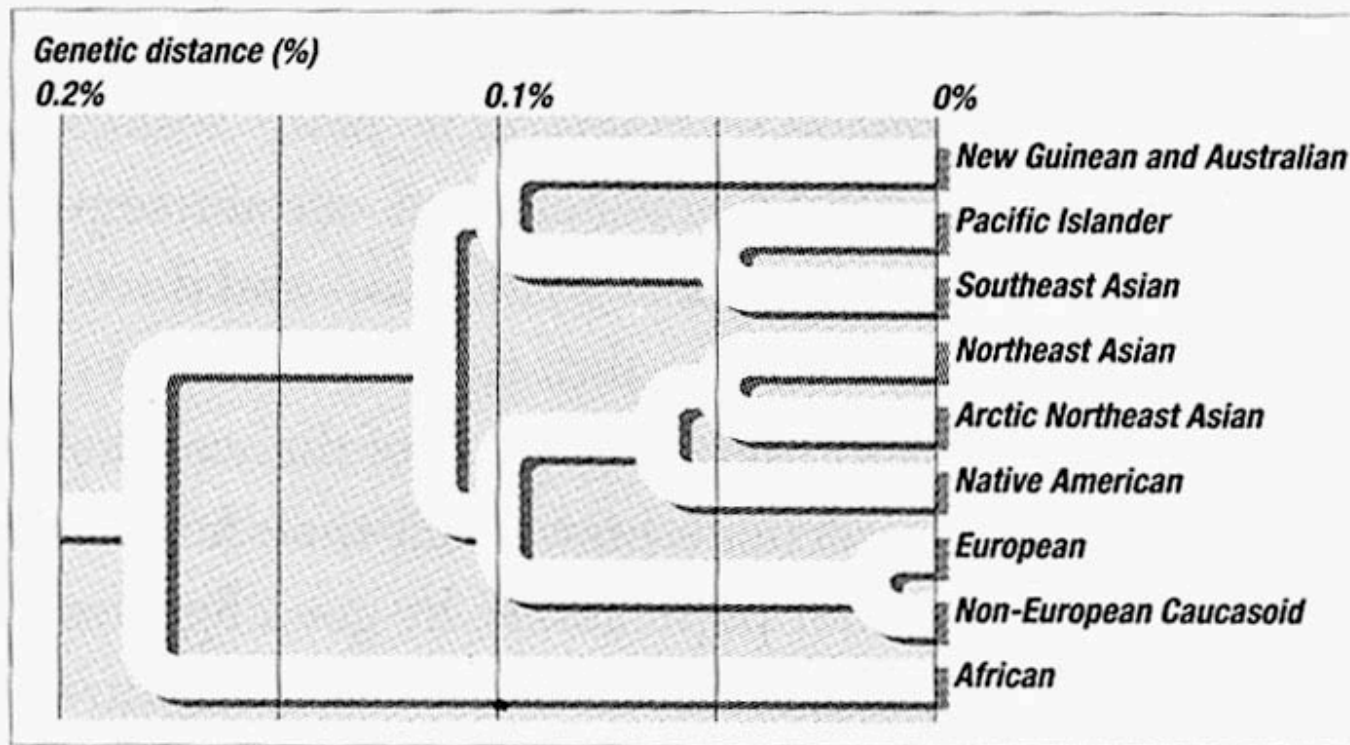 Genetic distance (%)
0.2% 0.1% 0%
New Guinean and Australian
Pacific Islander
Southeast Asian
Northeast Asian
Arctic Northeast Asian
Native American
European
Non-European Caucasoid
African